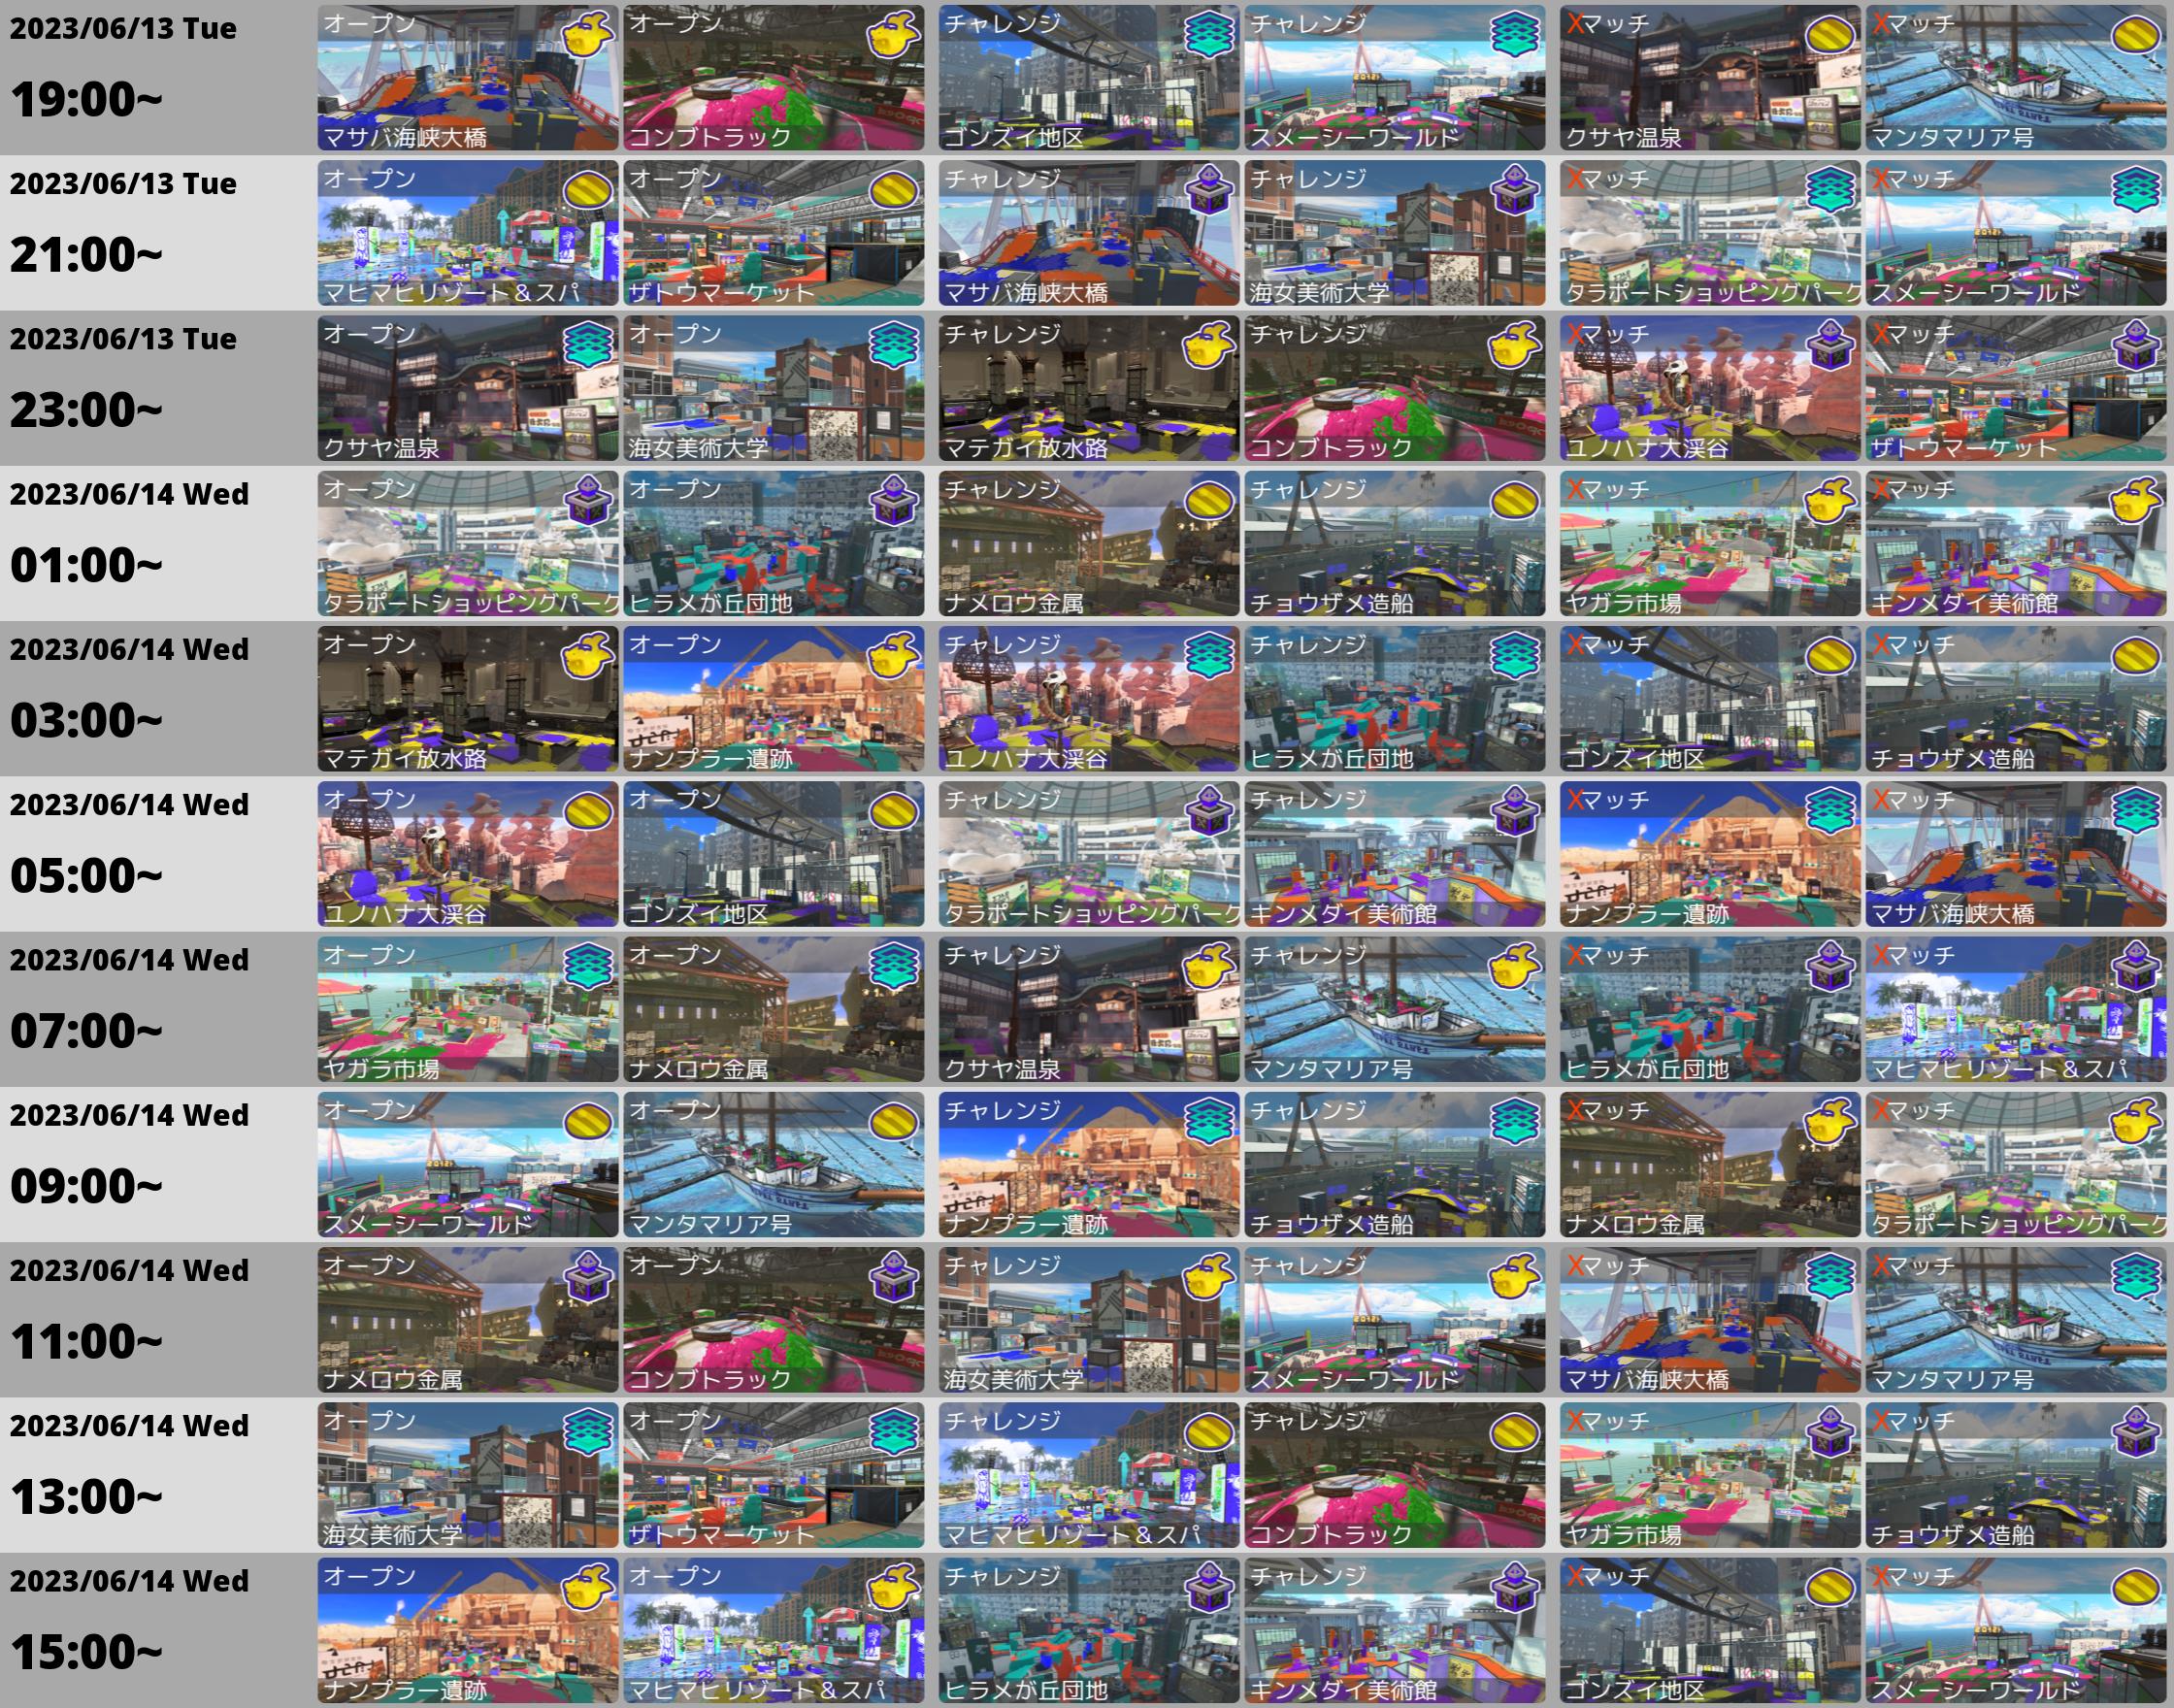 2023/06/13 Tue
19:00~
オープン オープン チャレンジ チャレンジ Xマッチ Xマッチ
マサバ海峡大橋 コンブトラック ゴンズイ地区 スメーシーワールド クサヤ温泉 マンタマリア号
2023/06/13 Tue
21:00~
オープン オープン チャレンジ チャレンジ Xマッチ Xマッチ
マヒマヒリゾート＆スパ ザトウマーケット マサバ海峡大橋 海女美術大学 タラポートショッピングパーク スメーシーワールド
2023/06/13 Tue
23:00~
オープン オープン チャレンジ チャレンジ Xマッチ Xマッチ
クサヤ温泉 海女美術大学 マテガイ放水路 コンブトラック ユノハナ大渓谷 ザトウマーケット
2023/06/14 Wed
01:00~
オープン オープン チャレンジ チャレンジ Xマッチ Xマッチ
タラポートショッピングパーク ヒラメが丘団地 ナメロウ金属 チョウザメ造船 ヤガラ市場 キンメダイ美術館
2023/06/14 Wed
03:00~
オープン オープン チャレンジ チャレンジ Xマッチ Xマッチ
マテガイ放水路 ナンプラー遺跡 ユノハナ大渓谷 ヒラメが丘団地 ゴンズイ地区 チョウザメ造船
2023/06/14 Wed
05:00~
オープン オープン チャレンジ チャレンジ Xマッチ Xマッチ
ユノハナ大渓谷 ゴンズイ地区 タラポートショッピングパーク キンメダイ美術館 ナンプラー遺跡 マサバ海峡大橋
2023/06/14 Wed
07:00~
オープン オープン チャレンジ チャレンジ Xマッチ Xマッチ
ヤガラ市場 ナメロウ金属 クサヤ温泉 マンタマリア号 ヒラメが丘団地 マヒマヒリゾート＆スパ
2023/06/14 Wed
09:00~
オープン オープン チャレンジ チャレンジ Xマッチ Xマッチ
スメーシーワールド マンタマリア号 ナンプラー遺跡 チョウザメ造船 ナメロウ金属 タラポートショッピングパーク
2023/06/14 Wed
11:00~
オープン オープン チャレンジ チャレンジ Xマッチ Xマッチ
ナメロウ金属 コンブトラック 海女美術大学 スメーシーワールド マサバ海峡大橋 マンタマリア号
2023/06/14 Wed
13:00~
オープン オープン チャレンジ チャレンジ Xマッチ Xマッチ
海女美術大学 ザトウマーケット マヒマヒリゾート＆スパ コンブトラック ヤガラ市場 チョウザメ造船
2023/06/14 Wed
15:00~
オープン オープン チャレンジ チャレンジ Xマッチ Xマッチ
ナンプラー遺跡 マヒマヒリゾート＆スパ ヒラメが丘団地 キンメダイ美術館 ゴンズイ地区 スメーシーワールド